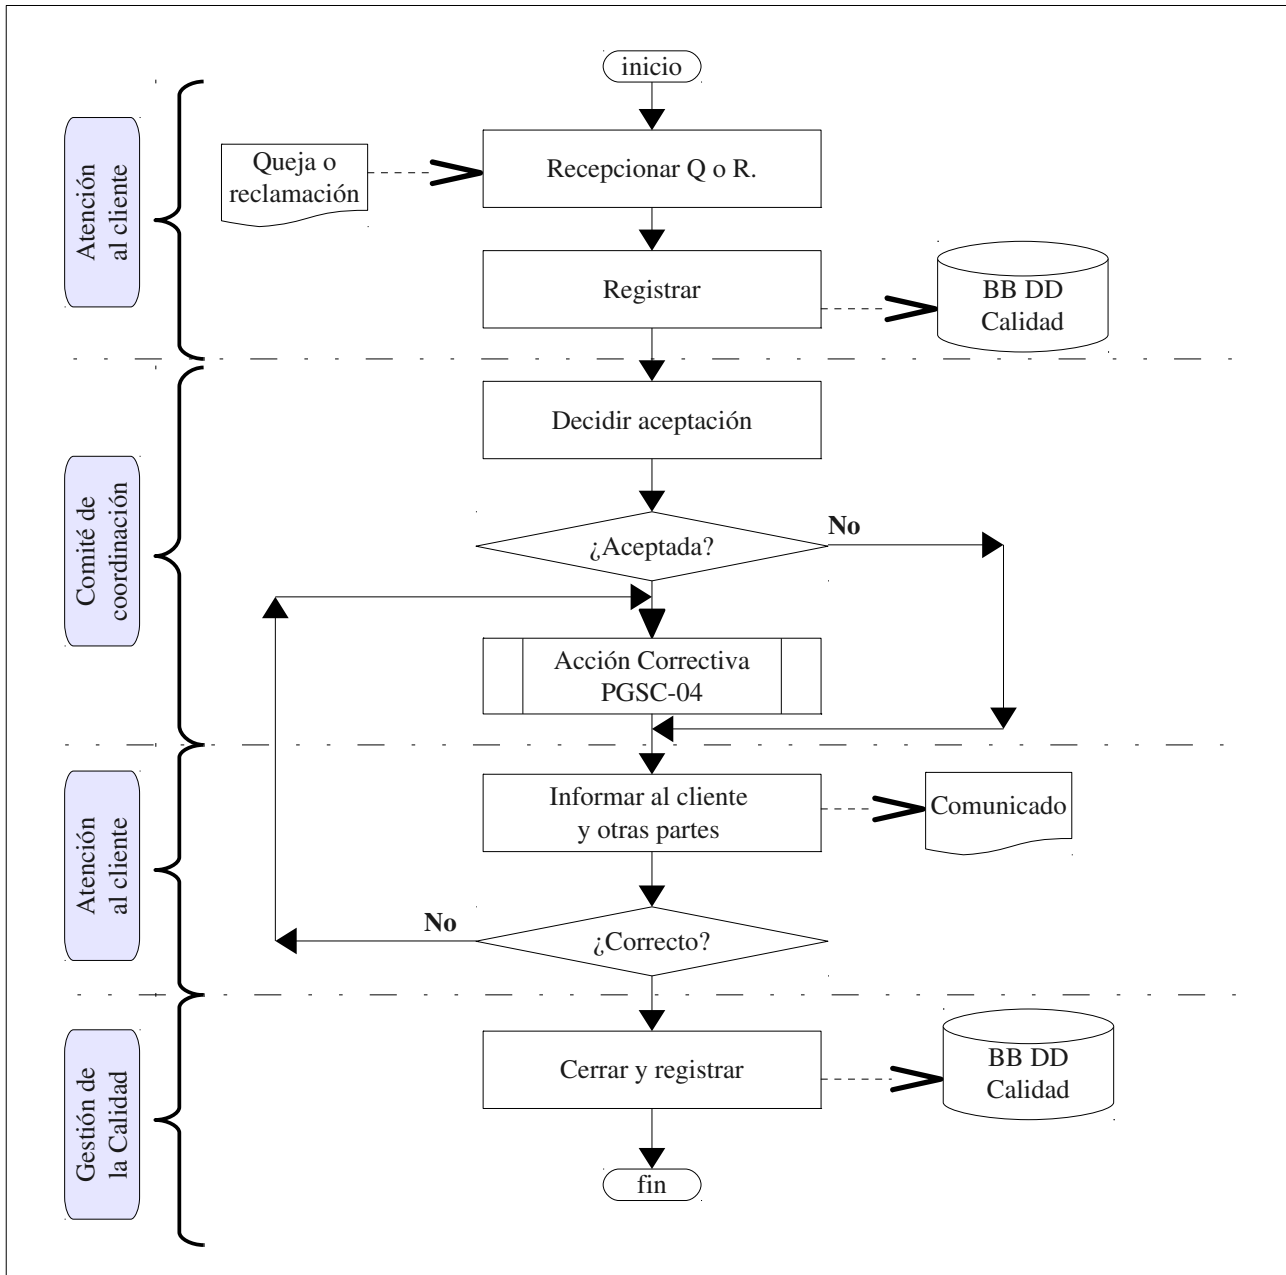 inicio
Queja o
reclamación
Recepcionar Q o R.
Atención
al cliente
Registrar
BB DD
Calidad
Decidir aceptación
Comité de
coordinación
¿Aceptada?
No
Acción Correctiva
PGSC-04
Atención
al cliente
Informar al cliente
y otras partes
Comunicado
No
¿Correcto?
Gestión de
la Calidad
Cerrar y registrar
BB DD
Calidad
fin